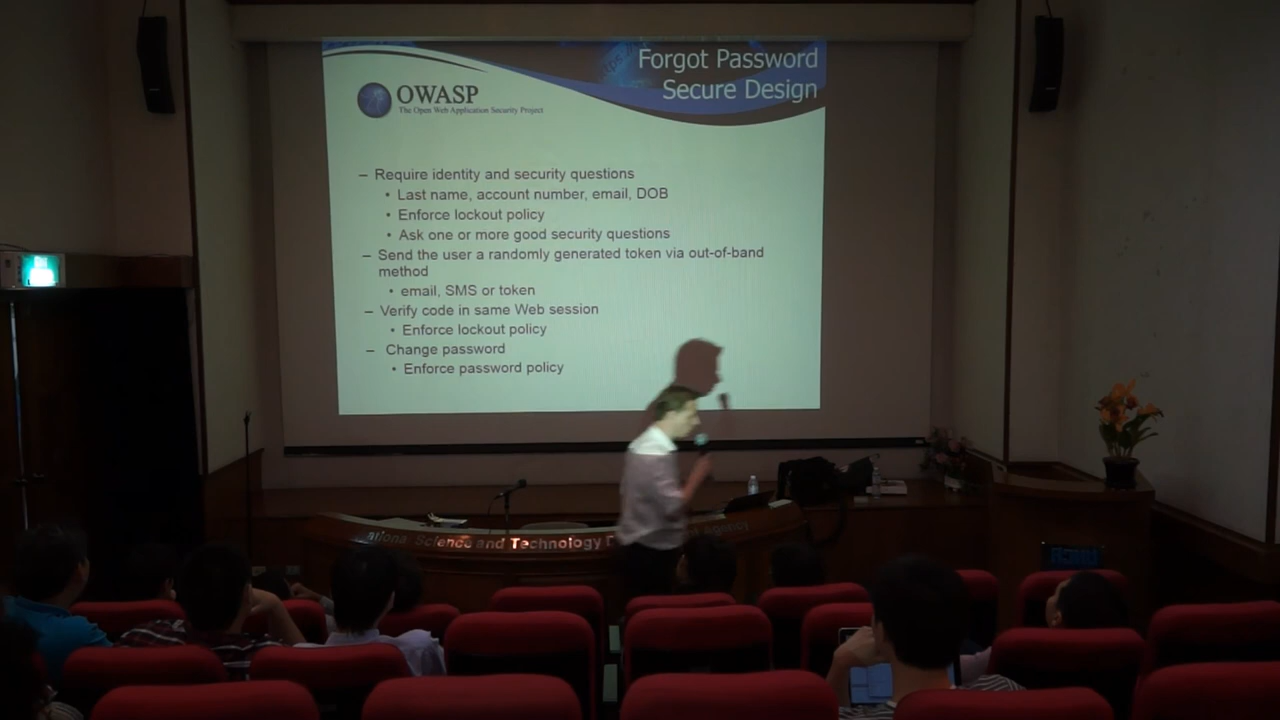 Forgot Password
Secure Design
OWASP
The Open Web Application Security Project
– Require identity and security questions
• Last name, account number, email, DOB
• Enforce lockout policy
• Ask one or more good security questions
– Send the user a randomly generated token via out-of-band
method
• email, SMS or token
– Verify code in same Web session
• Enforce lockout policy
– Change password
• Enforce password policy
Science and Technology